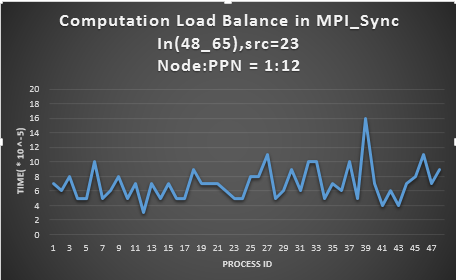 Computation Load Balance in MPI_Sync
In(48_65),src=23
Node:PPN = 1:12
20
18
16
14
12
10
8
6
4
2
0
TIME( * 10 ^-5)
1 3 5 7 9 11 13 15 17 19 21 23 25 27 29 31 33 35 37 39 41 43 45 47
PROCESS ID